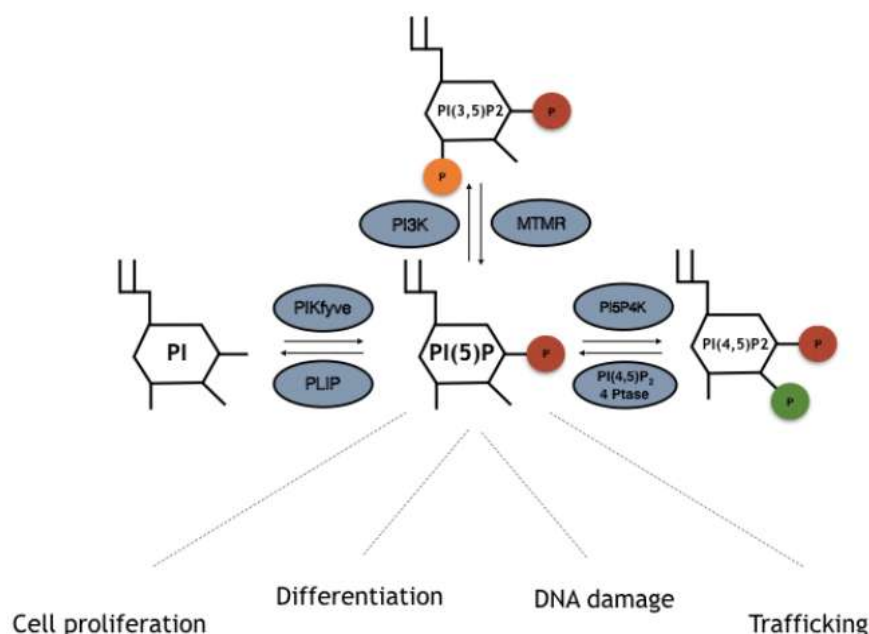 PI(3,5)P2
P
P
PI3K
MTMR
PIKfyve
PI5P4K
PI
PI(5)P
P
PI(4,5)P2
P
PLIP
PI(4,5)P₂
4 Ptase
P
Differentiation
DNA damage
Cell proliferation
Trafficking